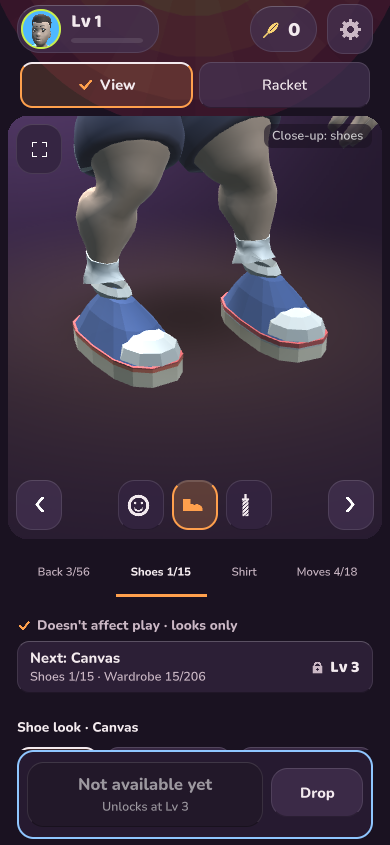 Lv 1
0
View
Racket
Close-up: shoes
Back 3/56
Shoes 1/15
Shirt
Moves 4/18
Doesn't affect play · looks only
Next: Canvas
Shoes 1/15 · Wardrobe 15/206
Lv 3
Shoe look · Canvas
Not available yet
Unlocks at Lv 3
Drop